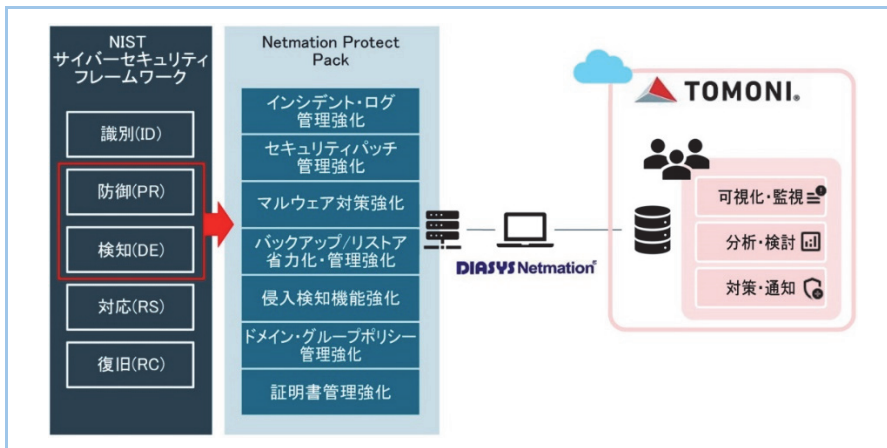 NIST
サイバーセキュリティ
フレームワーク
識別(ID)
防御(PR)
検知(DE)
対応(RS)
復旧(RC)
Netmation Protect
Pack
インシデント・ログ
管理強化
セキュリティパッチ
管理強化
マルウェア対策強化
バックアップ/リストア
省力化・管理強化
侵入検知機能強化
ドメイン・グループポリシー
管理強化
証明書管理強化
DIASYS Netmation®
TOMONI®
可視化・監視
分析・検討
対策・通知